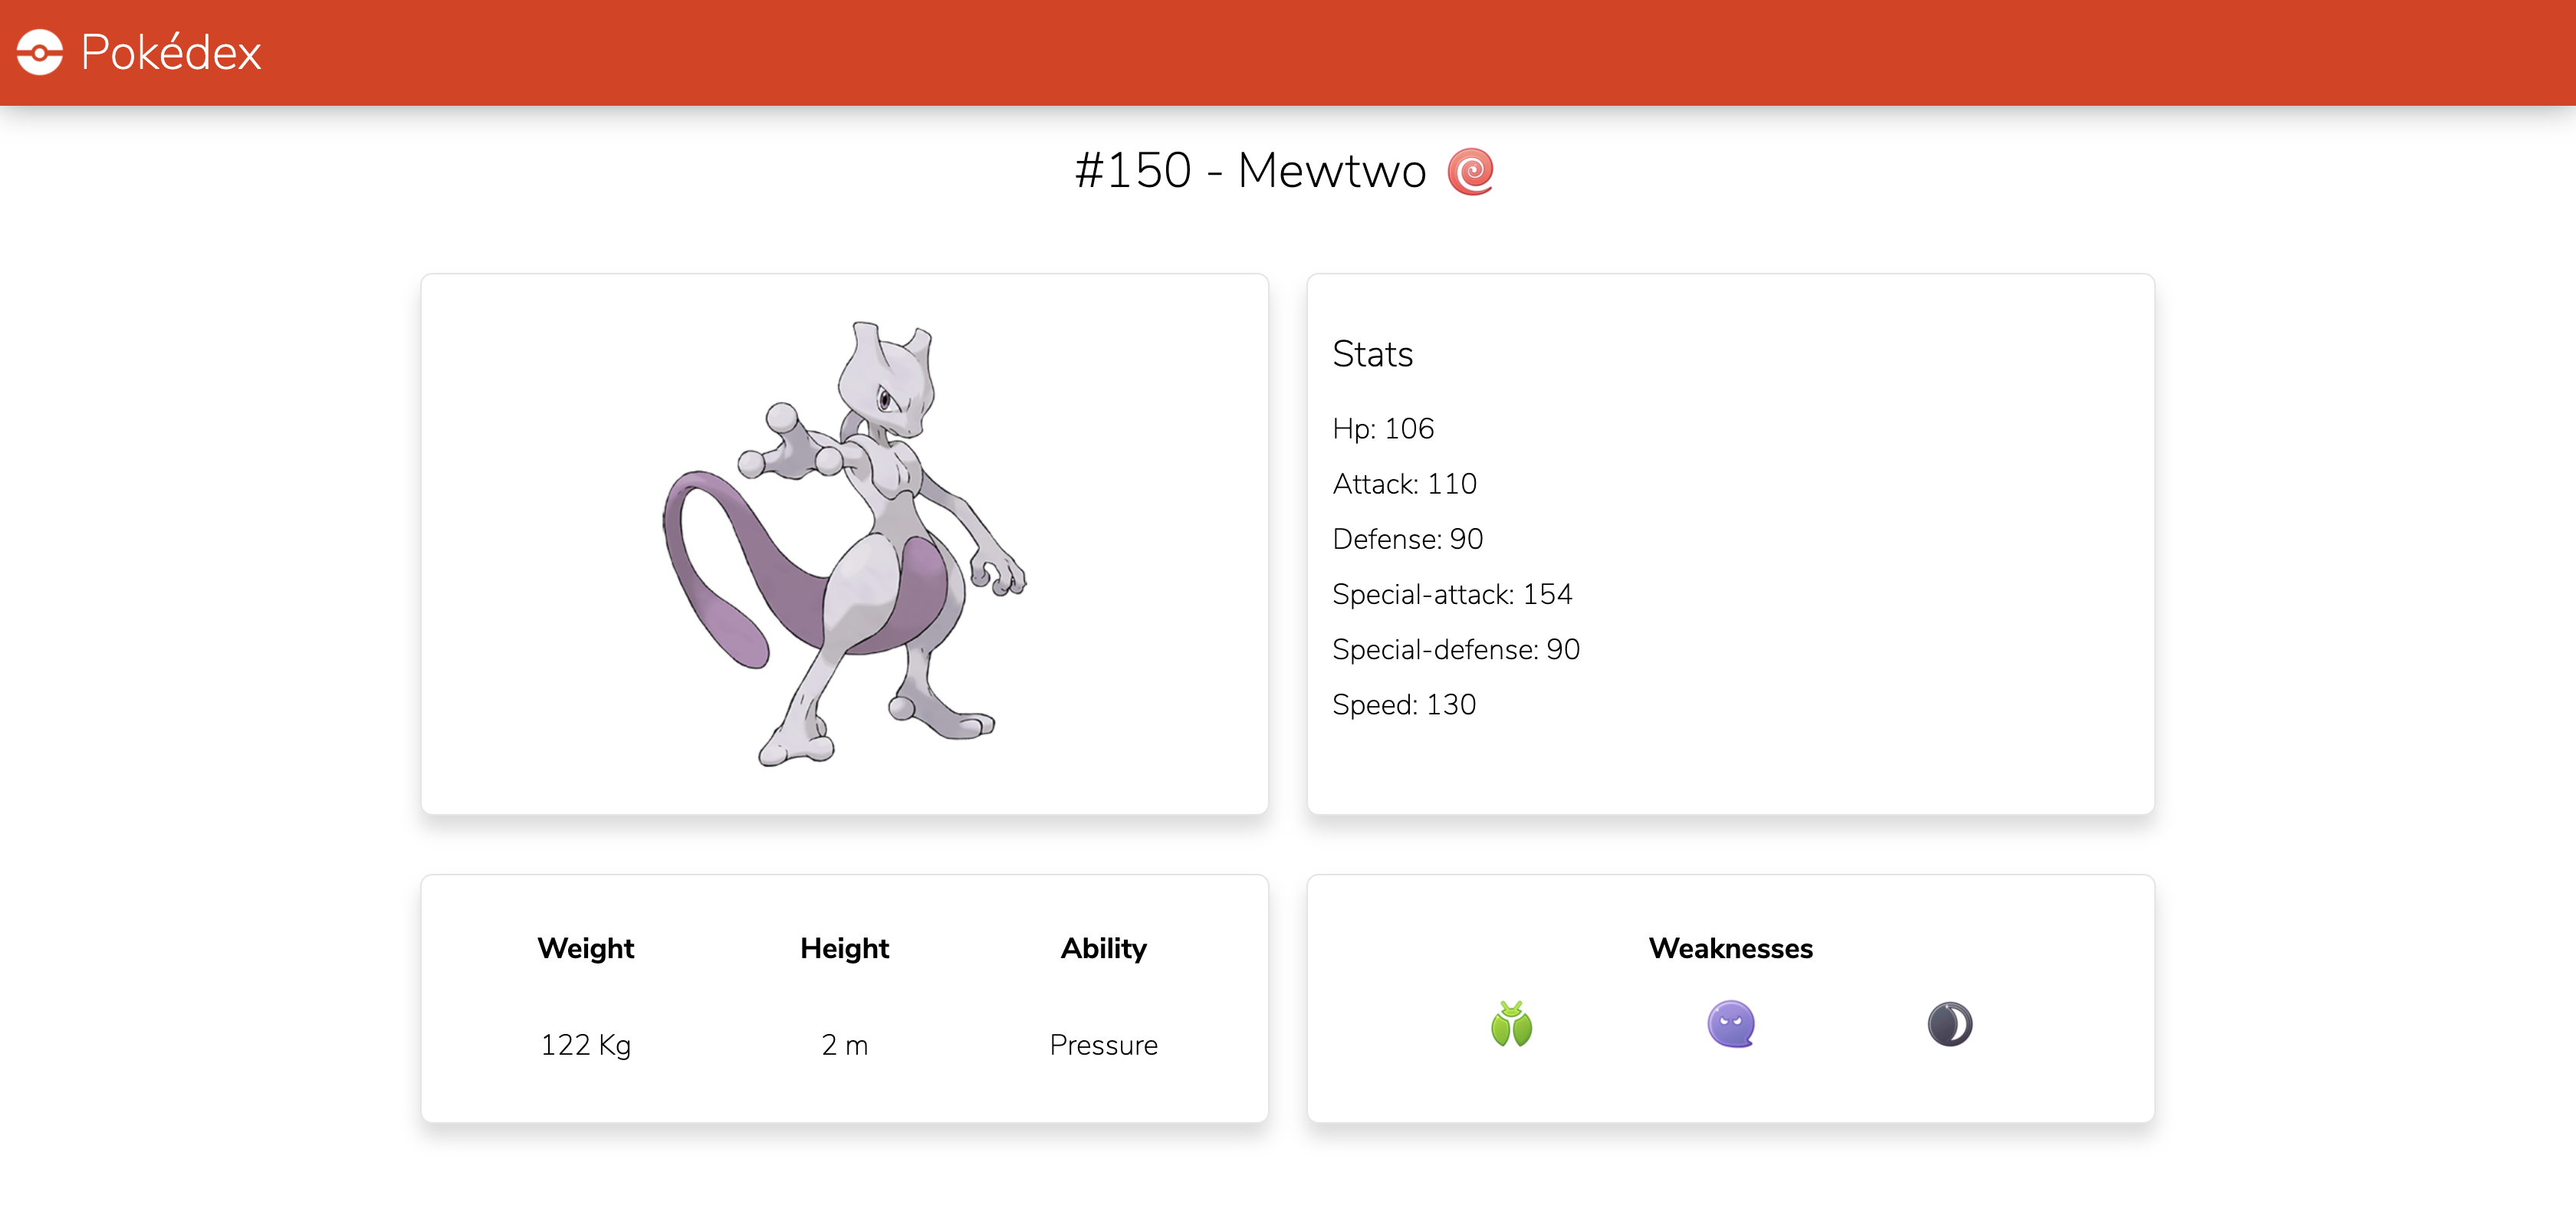 Pokédex
#150 - Mewtwo
Stats
Hp: 106
Attack: 110
Defense: 90
Special-attack: 154
Special-defense: 90
Speed: 130
Weight Height Ability
122 Kg 2 m Pressure
Weaknesses